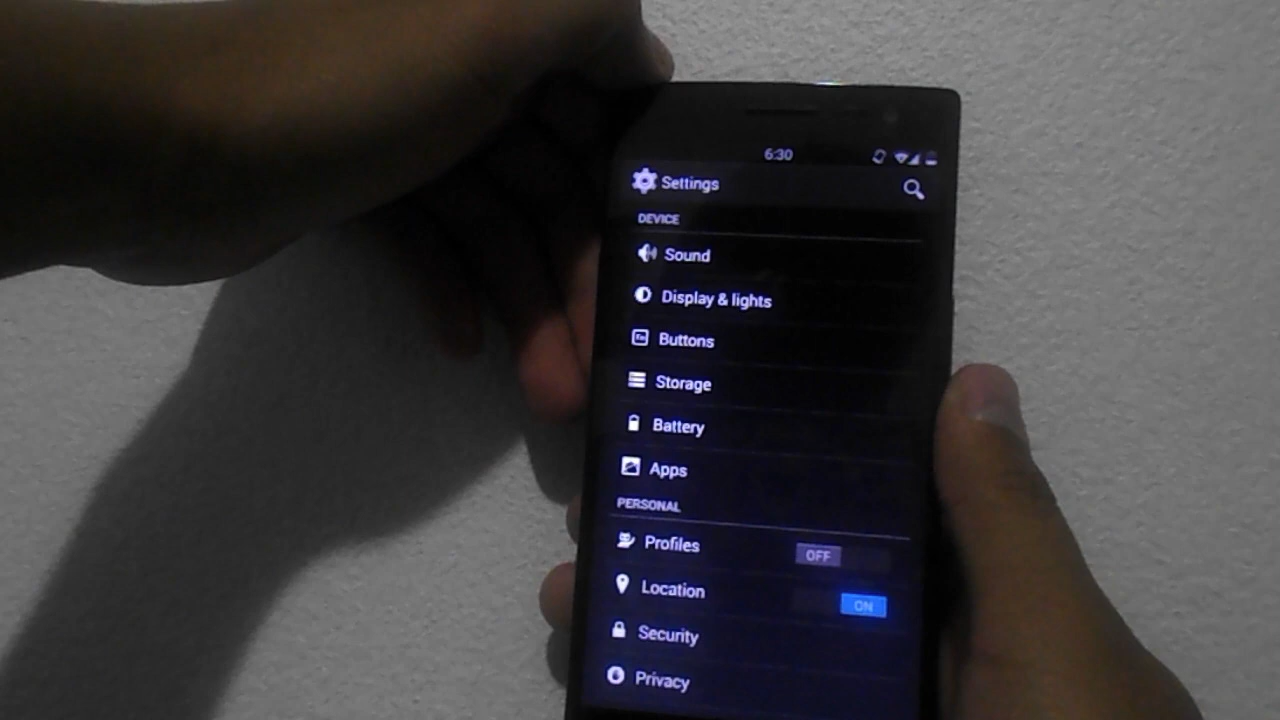 6:30
Settings
DEVICE
Sound
Display & lights
Buttons
Storage
Battery
Apps
PERSONAL
Profiles OFF
Location ON
Security
Privacy